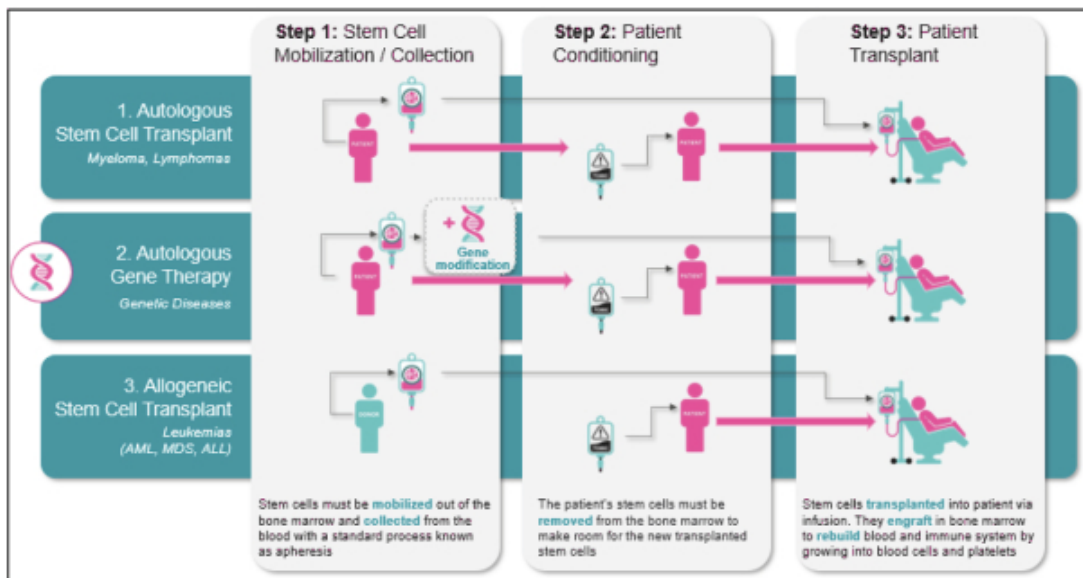 Step 1: Stem Cell
Mobilization / Collection
Step 2: Patient
Conditioning
Step 3: Patient
Transplant
1. Autologous
Stem Cell Transplant
Myeloma, Lymphomas
PATIENT
TOXIC
PATIENT
2. Autologous
Gene Therapy
Genetic Diseases
+
Gene
modification
PATIENT
TOXIC
PATIENT
3. Allogeneic
Stem Cell Transplant
Leukemias
(AML, MDS, ALL)
DONOR
TOXIC
PATIENT
Stem cells must be mobilized out of the
bone marrow and collected from the
blood with a standard process known
as apheresis
The patient's stem cells must be
removed from the bone marrow to
make room for the new transplanted
stem cells
Stem cells transplanted into patient via
infusion. They engraft in bone marrow
to rebuild blood and immune system by
growing into blood cells and platelets